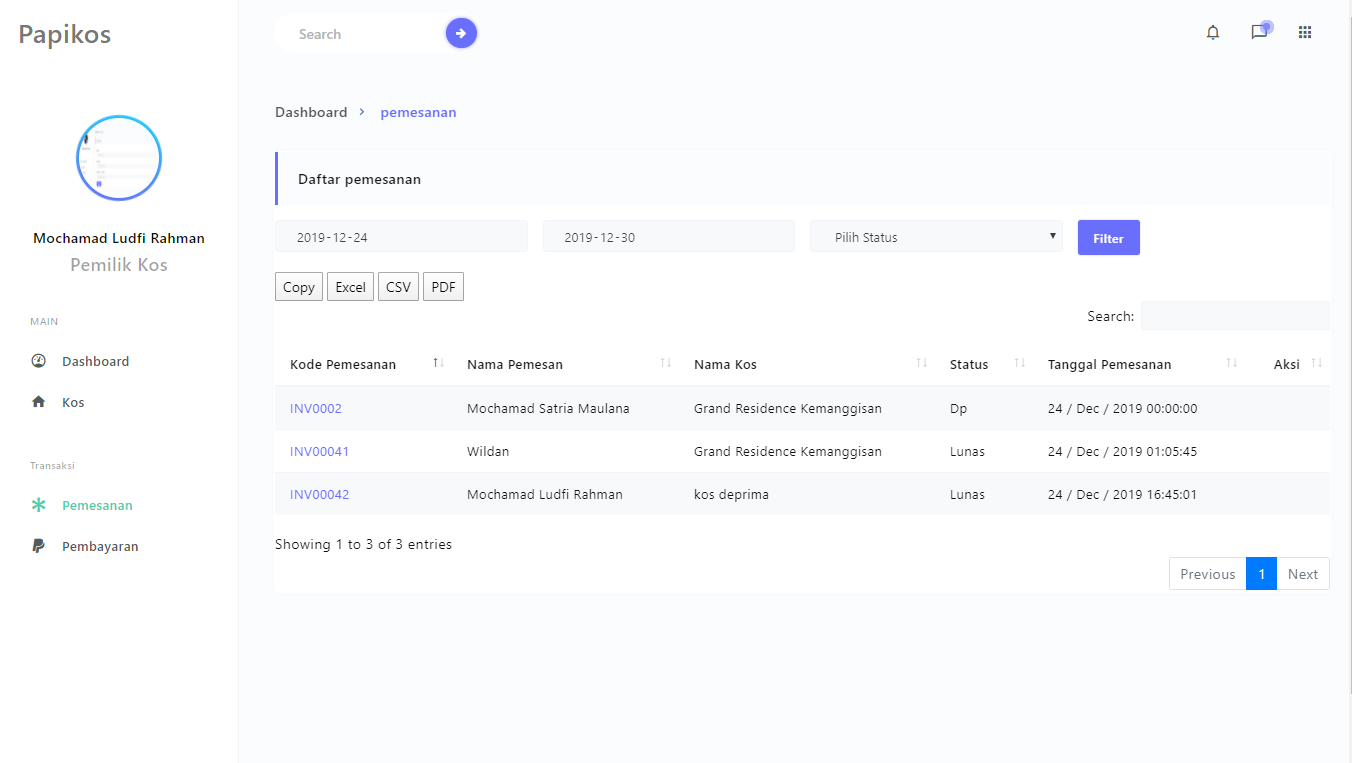 Papikos
Search
Mochamad Ludfi Rahman
Pemilik Kos
MAIN
Dashboard
Kos
Transaksi
Pemesanan
Pembayaran
Dashboard > pemesanan
Daftar pemesanan
2019-12-24 2019-12-30 Pilih Status Filter
Copy Excel CSV PDF
Search:
Kode Pemesanan Nama Pemesan Nama Kos Status Tanggal Pemesanan Aksi
INV0002 Mochamad Satria Maulana Grand Residence Kemanggisan Dp 24 / Dec / 2019 00:00:00
INV00041 Wildan Grand Residence Kemanggisan Lunas 24 / Dec / 2019 01:05:45
INV00042 Mochamad Ludfi Rahman kos deprima Lunas 24 / Dec / 2019 16:45:01
Showing 1 to 3 of 3 entries
Previous 1 Next